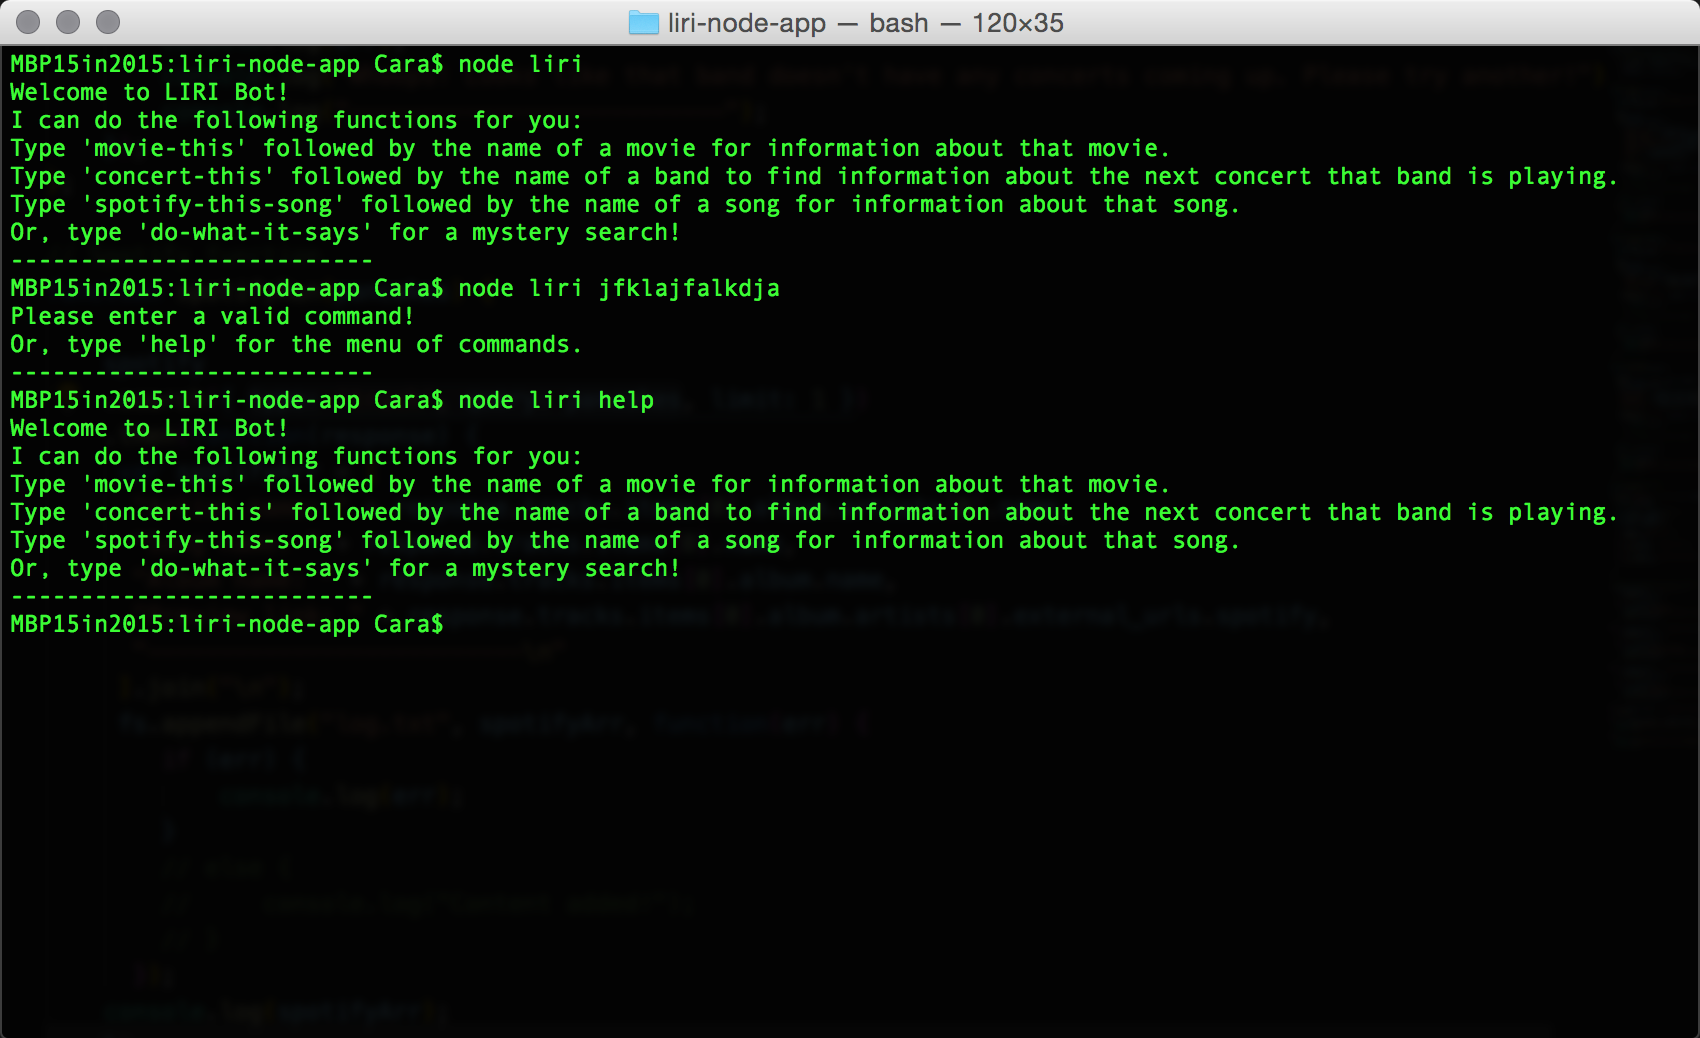 liri-node-app — bash — 120×35
MBP15in2015:liri-node-app Cara$ node liri
Welcome to LIRI Bot!
I can do the following functions for you:
Type 'movie-this' followed by the name of a movie for information about that movie.
Type 'concert-this' followed by the name of a band to find information about the next concert that band is playing.
Type 'spotify-this-song' followed by the name of a song for information about that song.
Or, type 'do-what-it-says' for a mystery search!
--------------------------
MBP15in2015:liri-node-app Cara$ node liri jfklajfalkdja
Please enter a valid command!
Or, type 'help' for the menu of commands.
--------------------------
MBP15in2015:liri-node-app Cara$ node liri help
Welcome to LIRI Bot!
I can do the following functions for you:
Type 'movie-this' followed by the name of a movie for information about that movie.
Type 'concert-this' followed by the name of a band to find information about the next concert that band is playing.
Type 'spotify-this-song' followed by the name of a song for information about that song.
Or, type 'do-what-it-says' for a mystery search!
--------------------------
MBP15in2015:liri-node-app Cara$